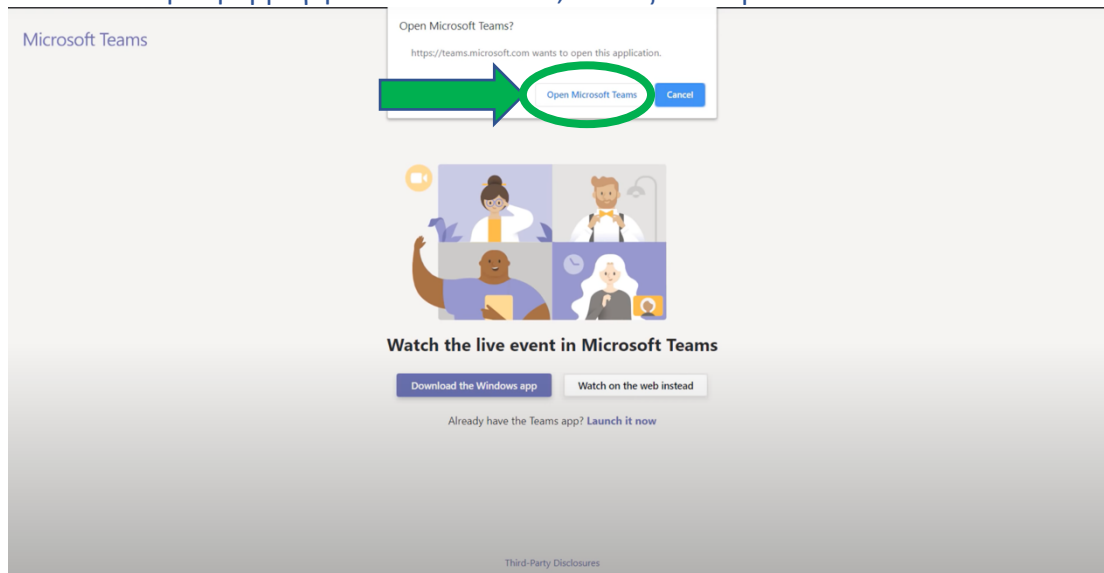 Microsoft Teams
Open Microsoft Teams?
https://teams.microsoft.com wants to open this application.
Open Microsoft Teams
Cancel
Watch the live event in Microsoft Teams
Download the Windows app
Watch on the web instead
Already have the Teams app? Launch it now
Third-Party Disclosures